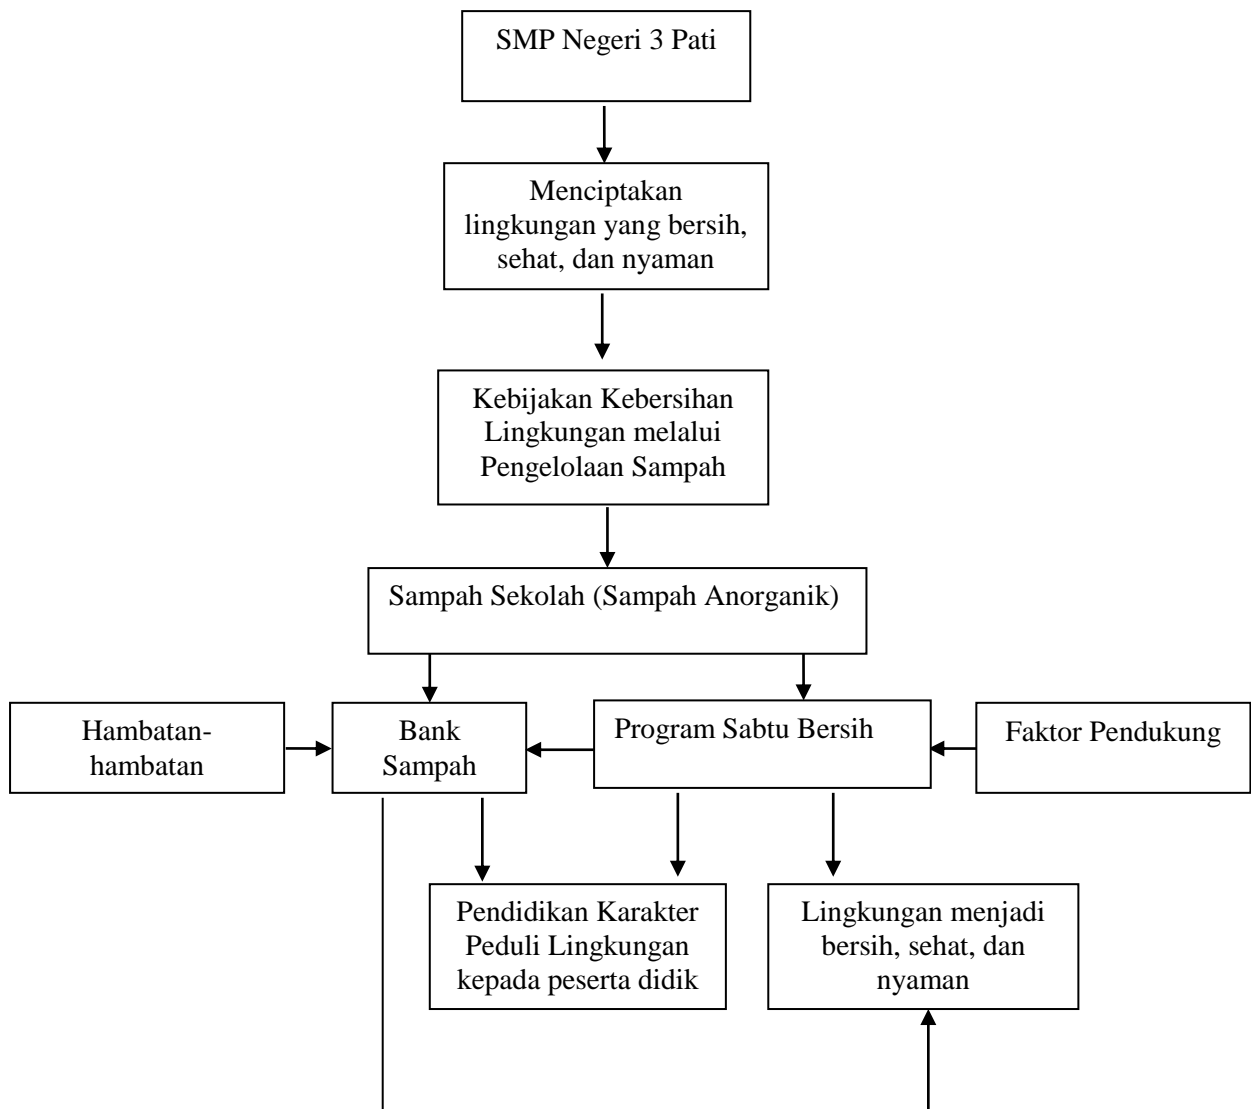 SMP Negeri 3 Pati
Menciptakan
lingkungan yang bersih,
sehat, dan nyaman
Kebijakan Kebersihan
Lingkungan melalui
Pengelolaan Sampah
Sampah Sekolah (Sampah Anorganik)
Hambatan-
hambatan
Bank
Sampah
Program Sabtu Bersih
Faktor Pendukung
Pendidikan Karakter
Peduli Lingkungan
kepada peserta didik
Lingkungan menjadi
bersih, sehat, dan
nyaman